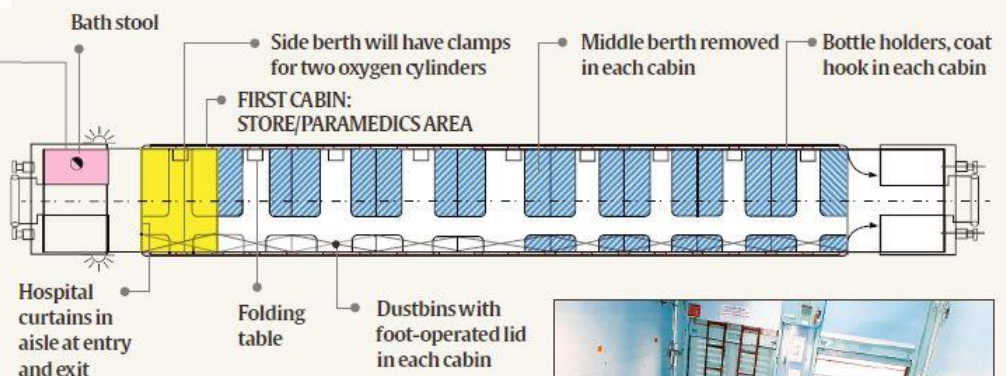 Bath stool
Side berth will have clamps
for two oxygen cylinders
Middle berth removed
in each cabin
Bottle holders, coat
hook in each cabin
FIRST CABIN:
STORE/PARAMEDICS AREA
Hospital
curtains in
aisle at entry
and exit
Folding
table
Dustbins with
foot-operated lid
in each cabin